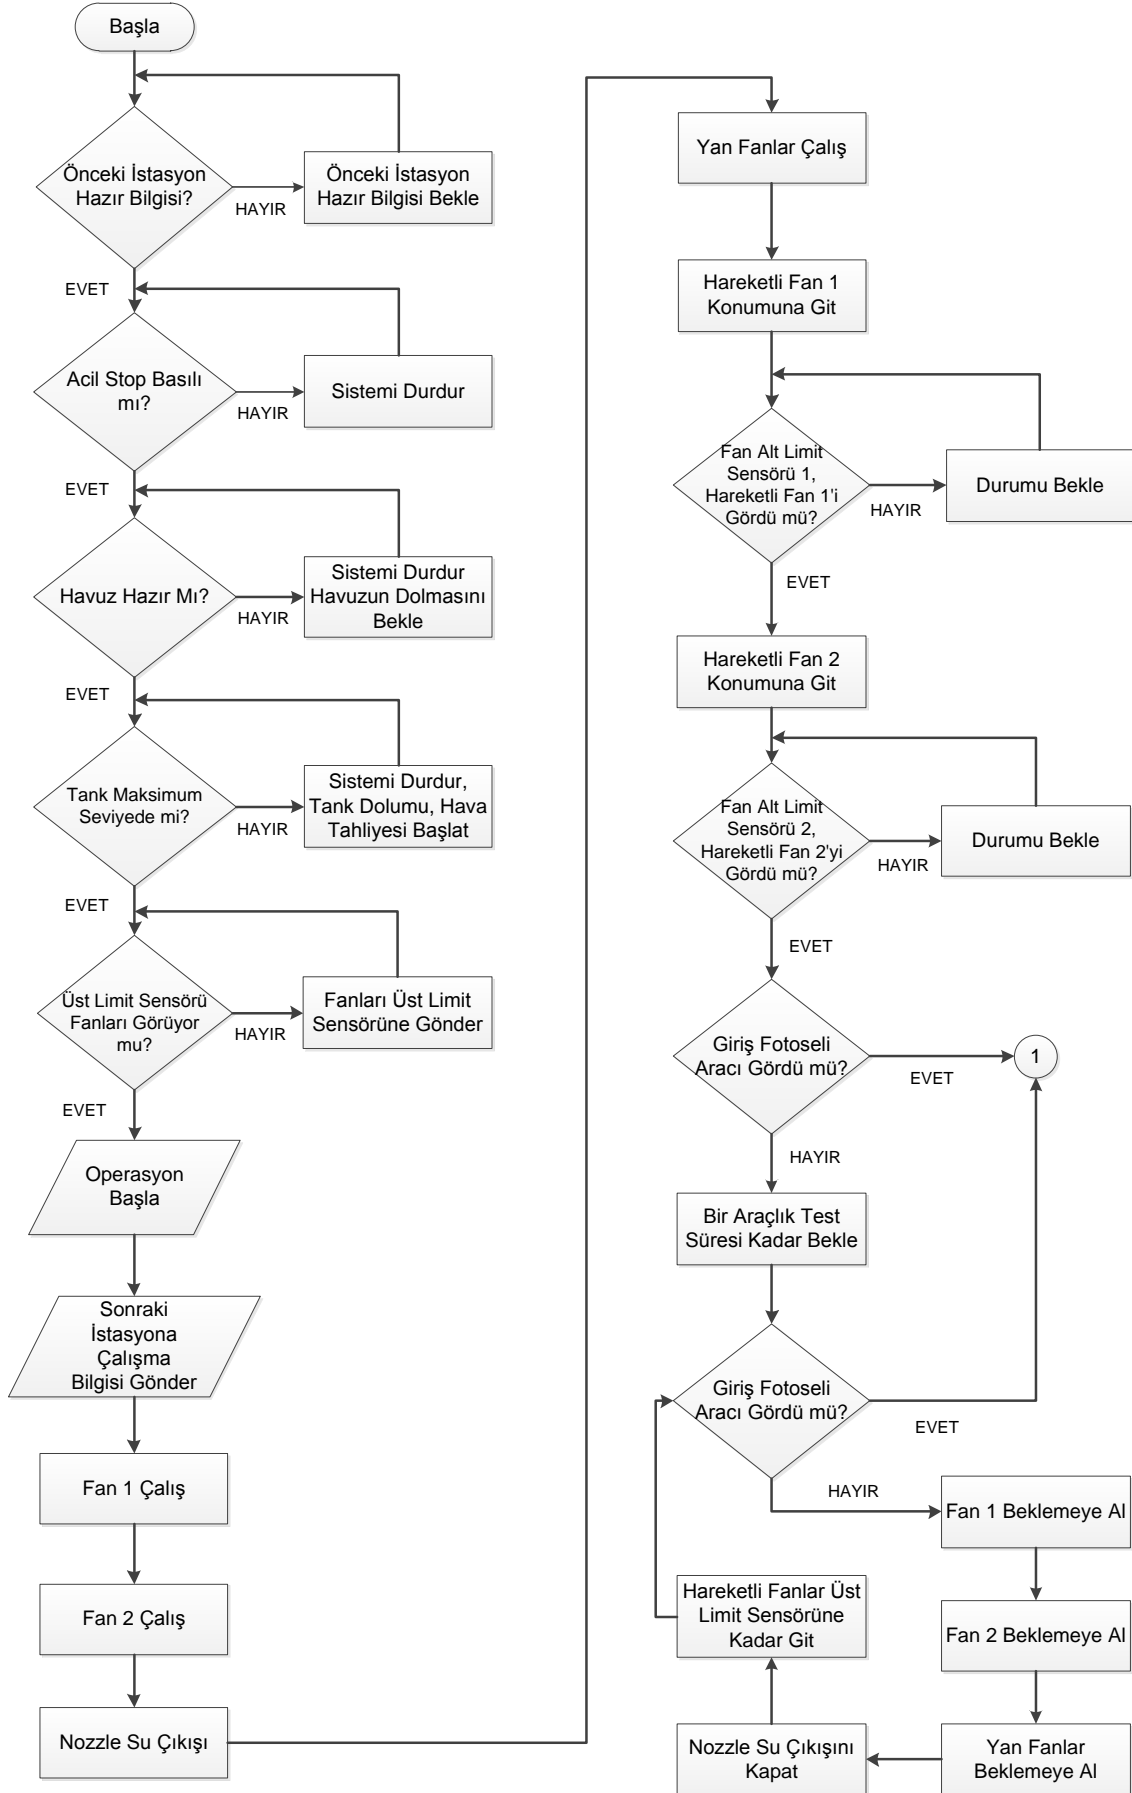 Başla
Önceki İstasyon
Hazır Bilgisi?
HAYIR
Önceki İstasyon
Hazır Bilgisi Bekle
EVET
Acil Stop Basılı
mı?
HAYIR
Sistemi Durdur
EVET
Havuz Hazır Mı?
HAYIR
Sistemi Durdur
Havuzun Dolmasını
Bekle
EVET
Tank Maksimum
Seviyede mi?
HAYIR
Sistemi Durdur,
Tank Dolumu, Hava
Tahliyesi Başlat
EVET
Üst Limit Sensörü
Fanları Görüyor
mu?
HAYIR
Fanları Üst Limit
Sensörüne Gönder
EVET
Operasyon
Başla
Sonraki
İstasyona
Çalışma
Bilgisi Gönder
Fan 1 Çalış
Fan 2 Çalış
Nozzle Su Çıkışı
Yan Fanlar Çalış
Hareketli Fan 1
Konumuna Git
Fan Alt Limit
Sensörü 1,
Hareketli Fan 1'i
Gördü mü?
HAYIR
Durumu Bekle
EVET
Hareketli Fan 2
Konumuna Git
Fan Alt Limit
Sensörü 2,
Hareketli Fan 2'yi
Gördü mü?
HAYIR
Durumu Bekle
EVET
Giriş Fotoseli
Aracı Gördü mü?
EVET
1
HAYIR
Bir Araçlık Test
Süresi Kadar Bekle
Giriş Fotoseli
Aracı Gördü mü?
EVET
HAYIR
Fan 1 Beklemeye Al
Fan 2 Beklemeye Al
Yan Fanlar
Beklemeye Al
Nozzle Su Çıkışını
Kapat
Hareketli Fanlar Üst
Limit Sensörüne
Kadar Git